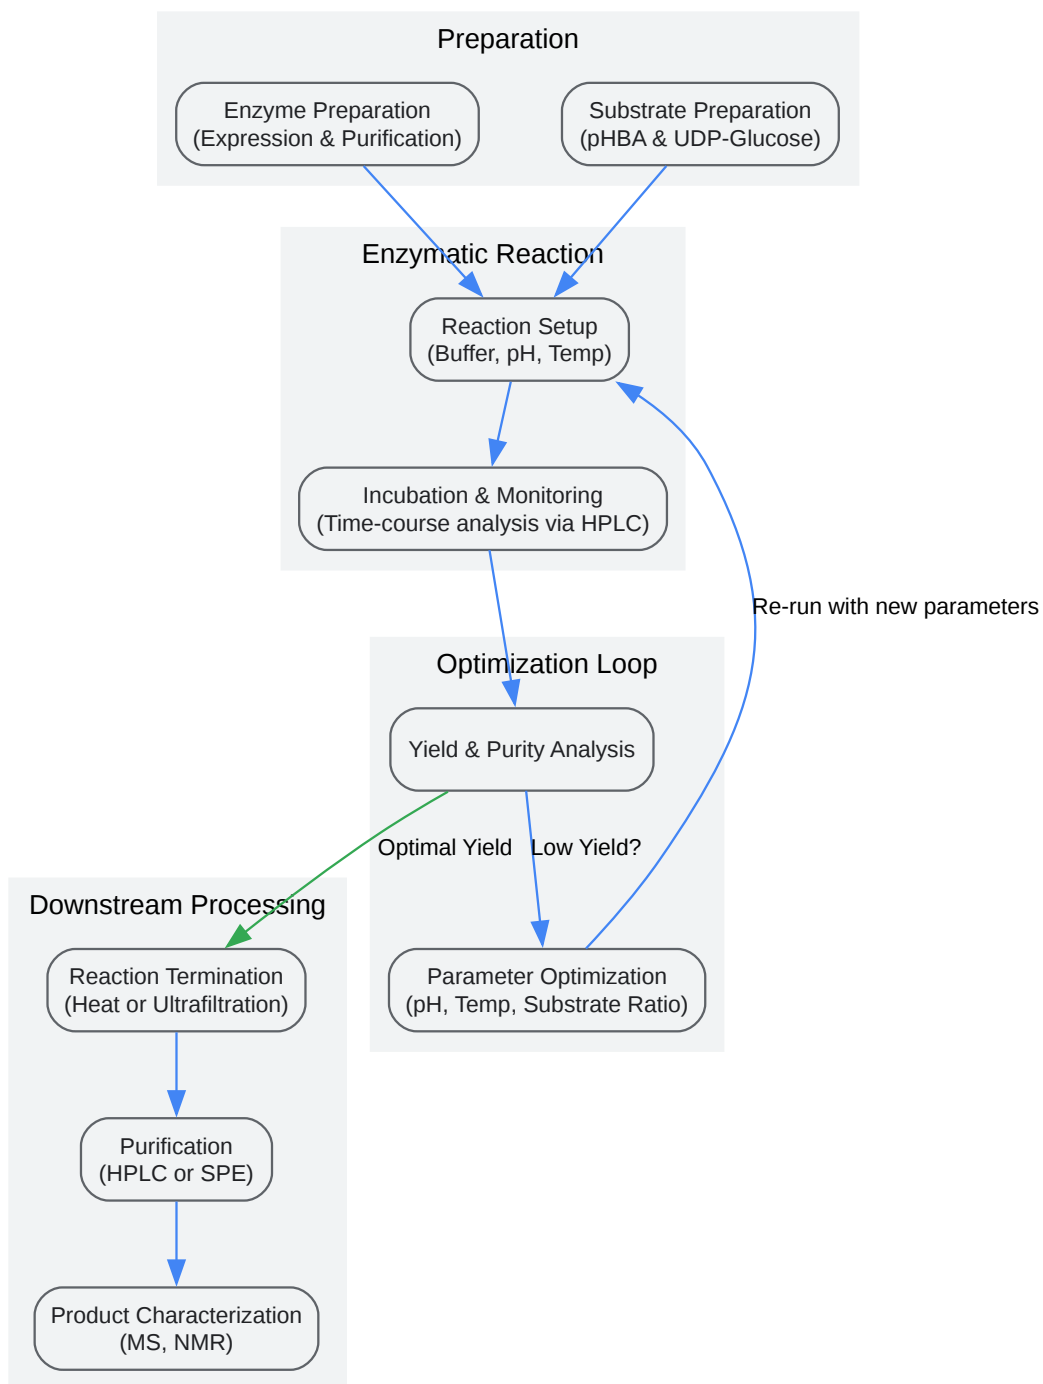 Preparation
Enzyme Preparation
(Expression & Purification)
Substrate Preparation
(pHBA & UDP-Glucose)
Enzymatic Reaction
Reaction Setup
(Buffer, pH, Temp)
Incubation & Monitoring
(Time-course analysis via HPLC)
Re-run with new parameters
Optimization Loop
Yield & Purity Analysis
Optimal Yield
Low Yield?
Parameter Optimization
(pH, Temp, Substrate Ratio)
Downstream Processing
Reaction Termination
(Heat or Ultrafiltration)
Purification
(HPLC or SPE)
Product Characterization
(MS, NMR)